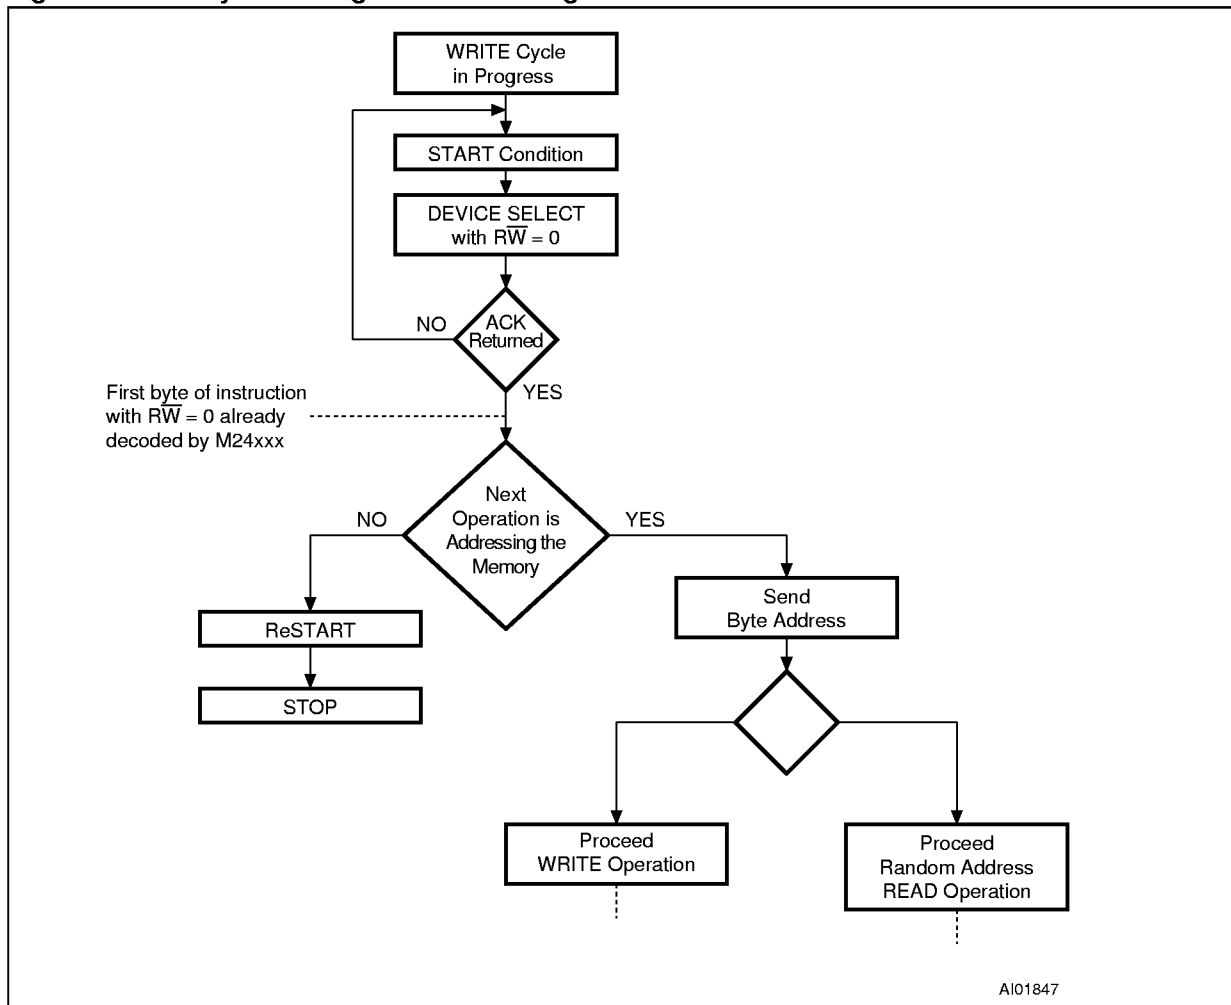 WRITE Cycle
in Progress
START Condition
DEVICE SELECT
with RW̅ = 0
NO
ACK
Returned
YES
First byte of instruction
with RW̅ = 0 already
decoded by M24xxx
Next
Operation is
Addressing the
Memory
NO
YES
Send
Byte Address
ReSTART
STOP
Proceed
WRITE Operation
Proceed
Random Address
READ Operation
AI01847